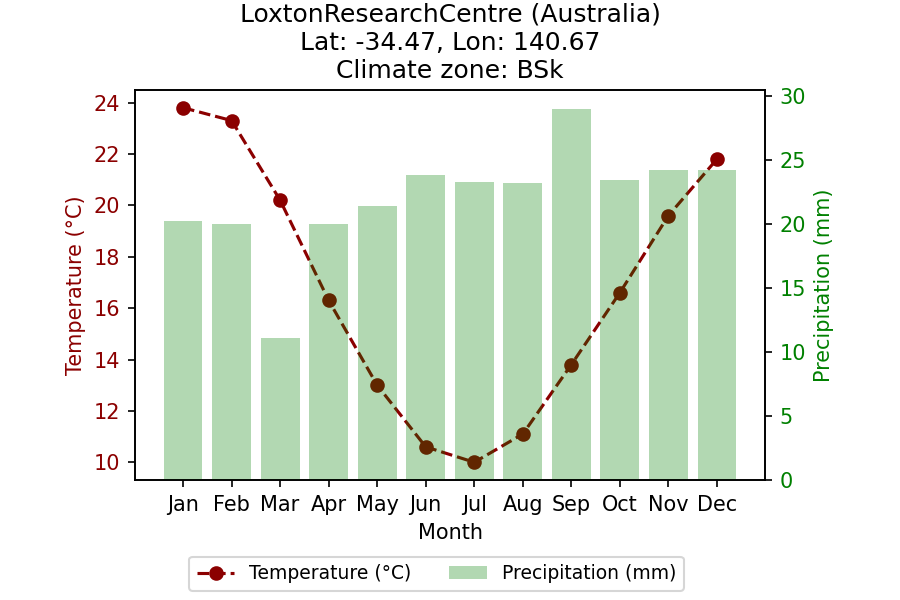 LoxtonResearchCentre (Australia)
Lat: -34.47, Lon: 140.67
Climate zone: BSk
24
22
20
18
16
14
12
10
Temperature (°C)
30
25
20
15
10
5
0
Precipitation (mm)
Jan Feb Mar Apr May Jun Jul Aug Sep Oct Nov Dec
Month
Temperature (°C) Precipitation (mm)